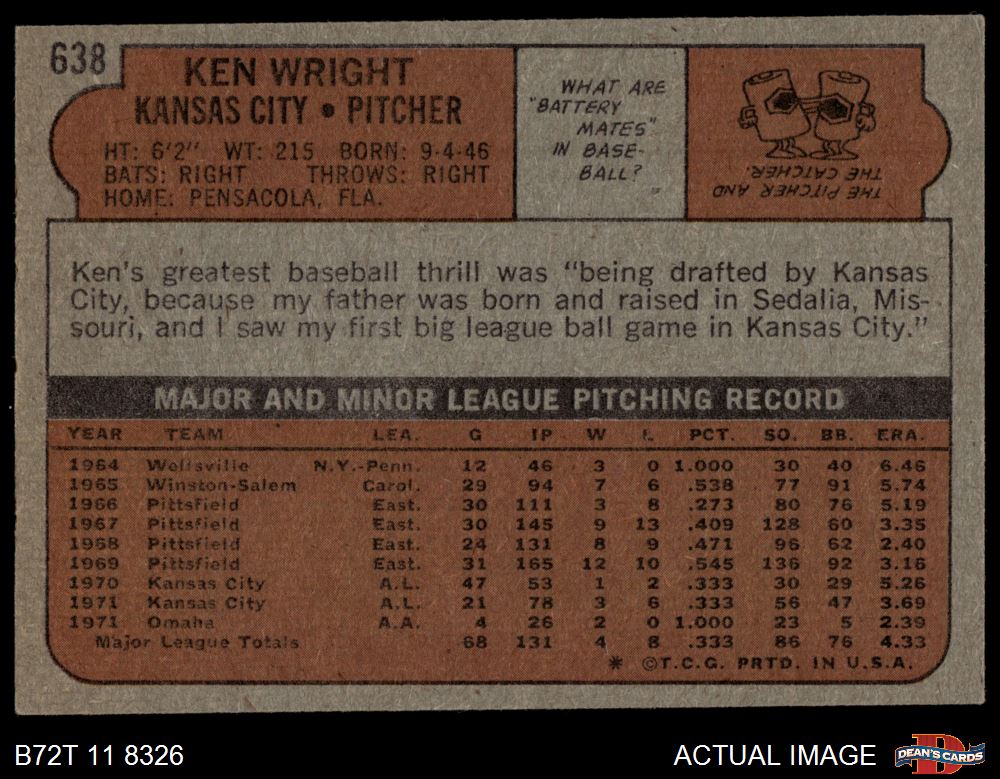 638
KEN WRIGHT
KANSAS CITY • PITCHER
HT: 6'2" WT: 215 BORN: 9-4-46
BATS: RIGHT THROWS: RIGHT
HOME: PENSACOLA, FLA.
WHAT ARE
"BATTERY
MATES"
IN BASE-
BALL?
THE PITCHER AND
THE CATCHER.
Ken's greatest baseball thrill was "being drafted by Kansas
City, because my father was born and raised in Sedalia, Mis-
souri, and I saw my first big league ball game in Kansas City."
MAJOR AND MINOR LEAGUE PITCHING RECORD
YEAR TEAM LEA. G IP W L PCT. SO. BB. ERA.
1964 Wellsville N.Y.-Penn. 12 46 3 0 1.000 30 40 6.46
1965 Winston-Salem Carol. 29 94 7 6 .538 77 91 5.74
1966 Pittsfield East. 30 111 3 8 .273 80 76 5.19
1967 Pittsfield East. 30 145 9 13 .409 128 60 3.35
1968 Pittsfield East. 24 131 8 9 .471 96 62 2.40
1969 Pittsfield East. 31 165 12 10 .545 136 92 3.16
1970 Kansas City A.L. 47 53 1 2 .333 30 29 5.26
1971 Kansas City A.L. 21 78 3 6 .333 56 47 3.69
1971 Omaha A.A. 4 26 2 0 1.000 23 5 2.39
Major League Totals 68 131 4 8 .333 86 76 4.33
* ©T.C.G. PRTD. IN U.S.A.
B72T 11 8326
ACTUAL IMAGE
DEAN'S CARDS